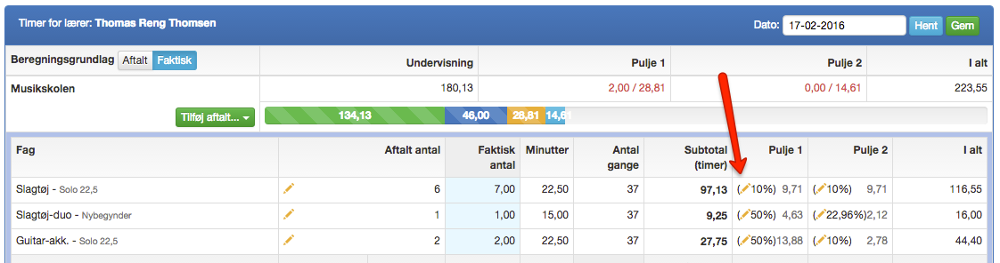 Timer for lærer: Thomas Reng Thomsen Dato: 17-02-2016 Hent Gem
Beregningsgrundlag Aftalt Faktisk Undervisning Pulje 1 Pulje 2 I alt
Musikskolen 180,13 2,00 / 28,81 0,00 / 14,61 223,55
Tilføj aftalt... 134,13 46,00 28,81 14,61
Fag Aftalt antal Faktisk antal Minutter Antal gange Subtotal (timer) Pulje 1 Pulje 2 I alt
Slagtøj - Solo 22,5 6 7,00 22,50 37 97,13 (10%) 9,71 (10%) 9,71 116,55
Slagtøj-duo - Nybegynder 1 1,00 15,00 37 9,25 (50%) 4,63 (22,96%) 2,12 16,00
Guitar-akk. - Solo 22,5 2 2,00 22,50 37 27,75 (50%) 13,88 (10%) 2,78 44,40